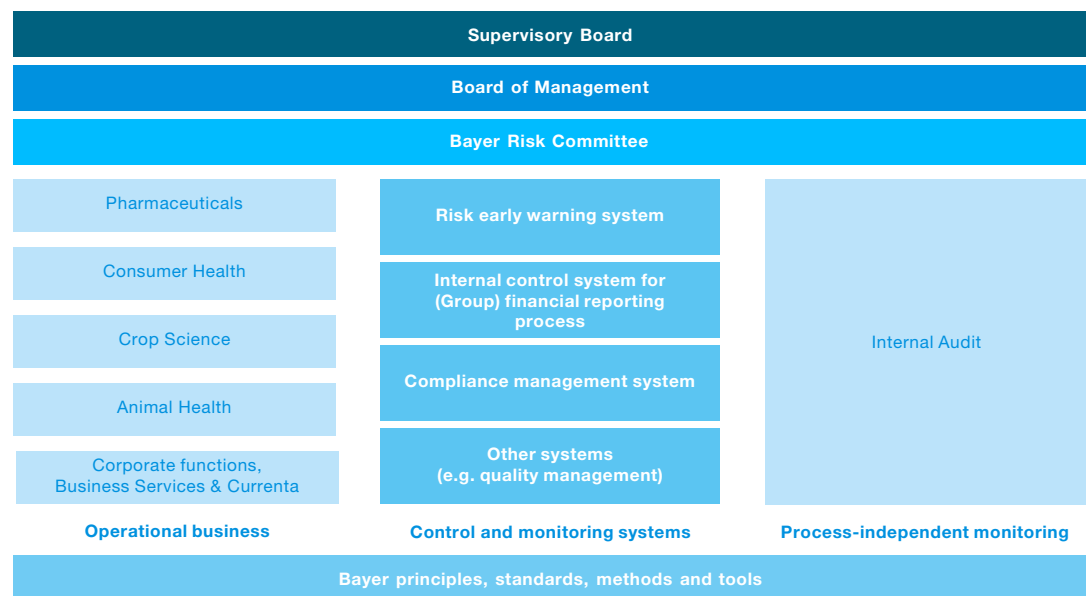 Supervisory Board
Board of Management
Bayer Risk Committee
Pharmaceuticals
Consumer Health
Crop Science
Animal Health
Corporate functions,
Business Services & Currenta
Operational business
Risk early warning system
Internal control system for
(Group) financial reporting
process
Compliance management system
Other systems
(e.g. quality management)
Control and monitoring systems
Internal Audit
Process-independent monitoring
Bayer principles, standards, methods and tools